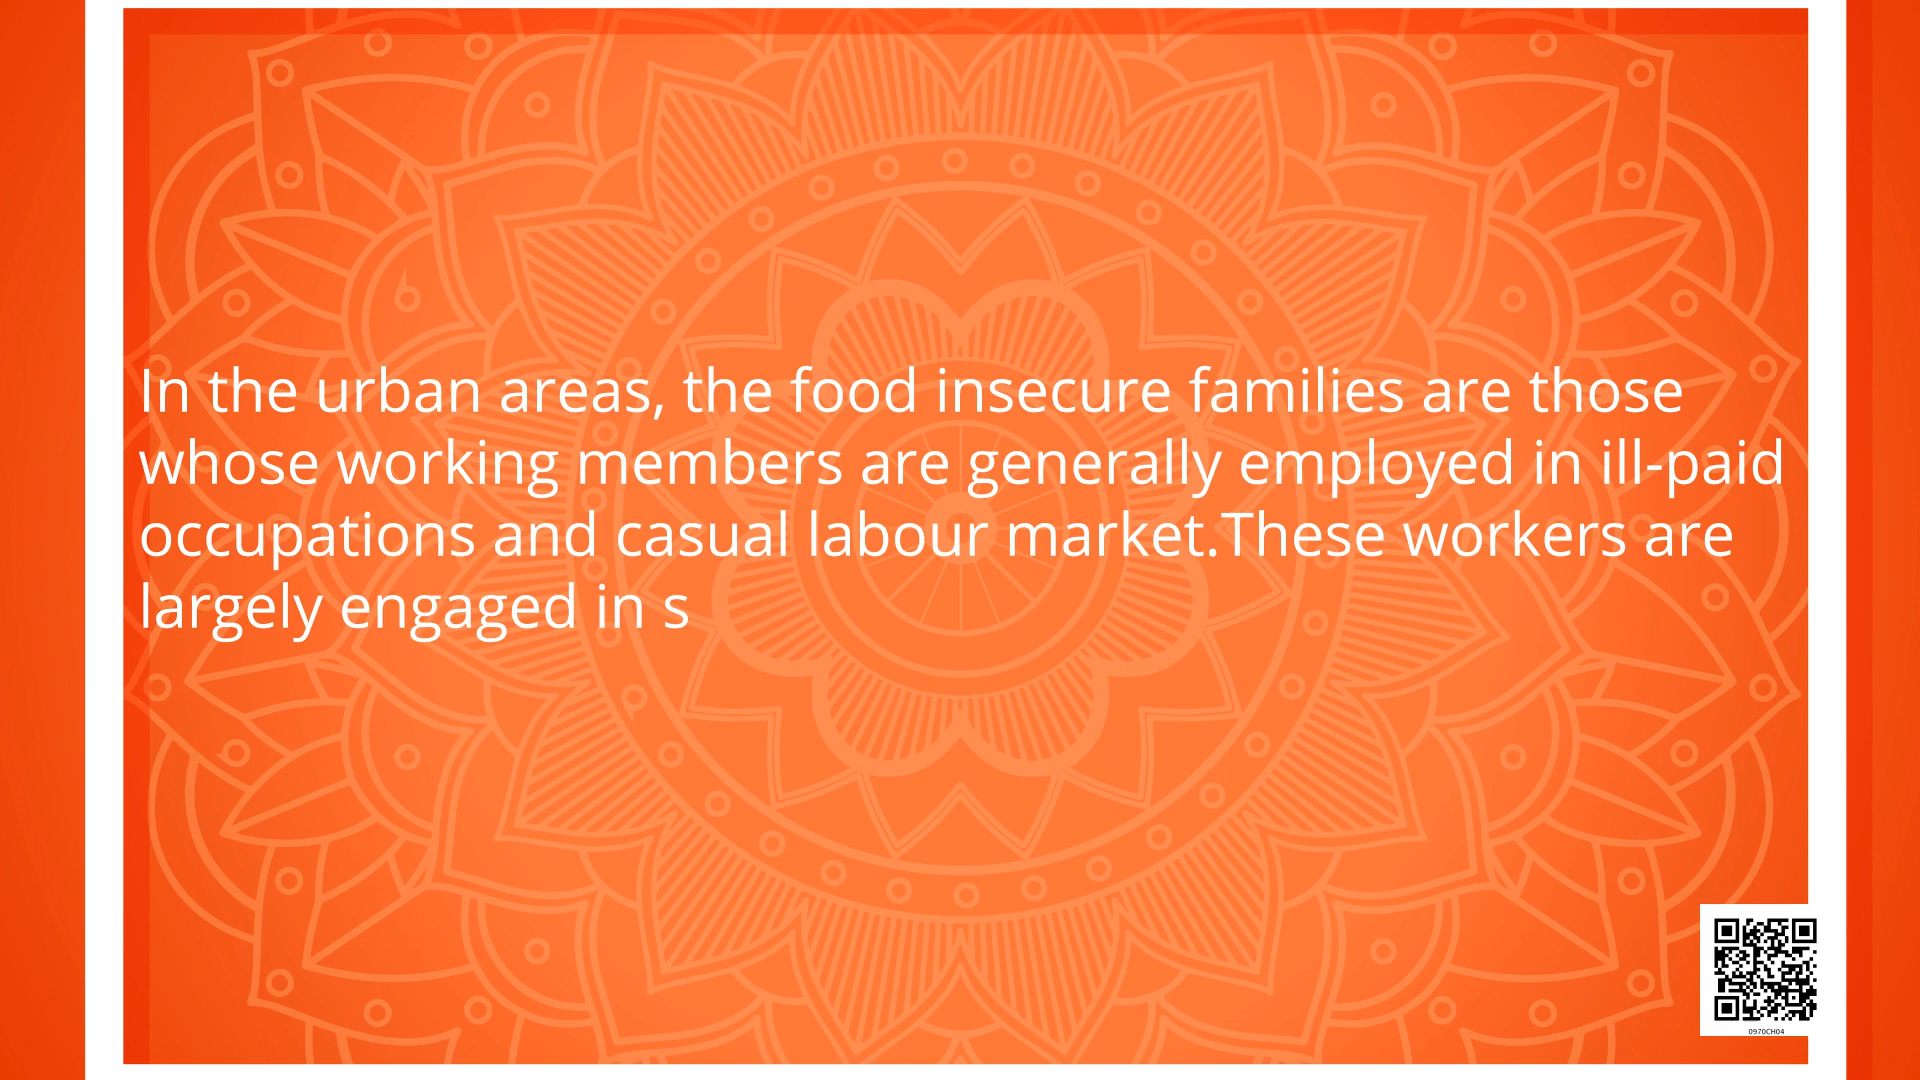 In the urban areas, the food insecure families are those
whose working members are generally employed in ill-paid
occupations and casual labour market.These workers are
largely engaged in s
0970CH04